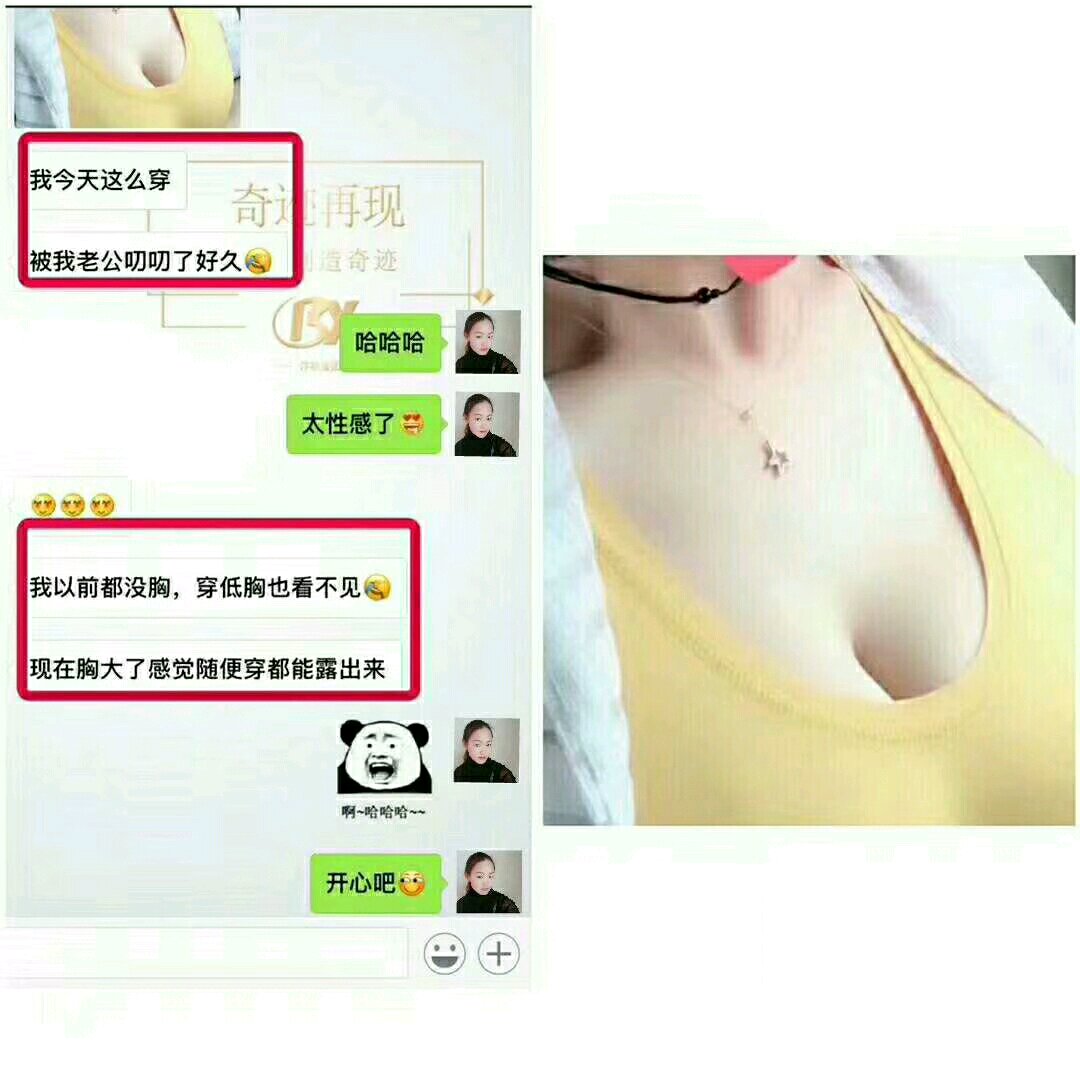 我今天这么穿
奇迹再现
被我老公叨叨了好久
创造奇迹
哈哈哈
太性感了
我以前都没胸，穿低胸也看不见
现在胸大了感觉随便穿都能露出来
啊~哈哈哈~~
开心吧